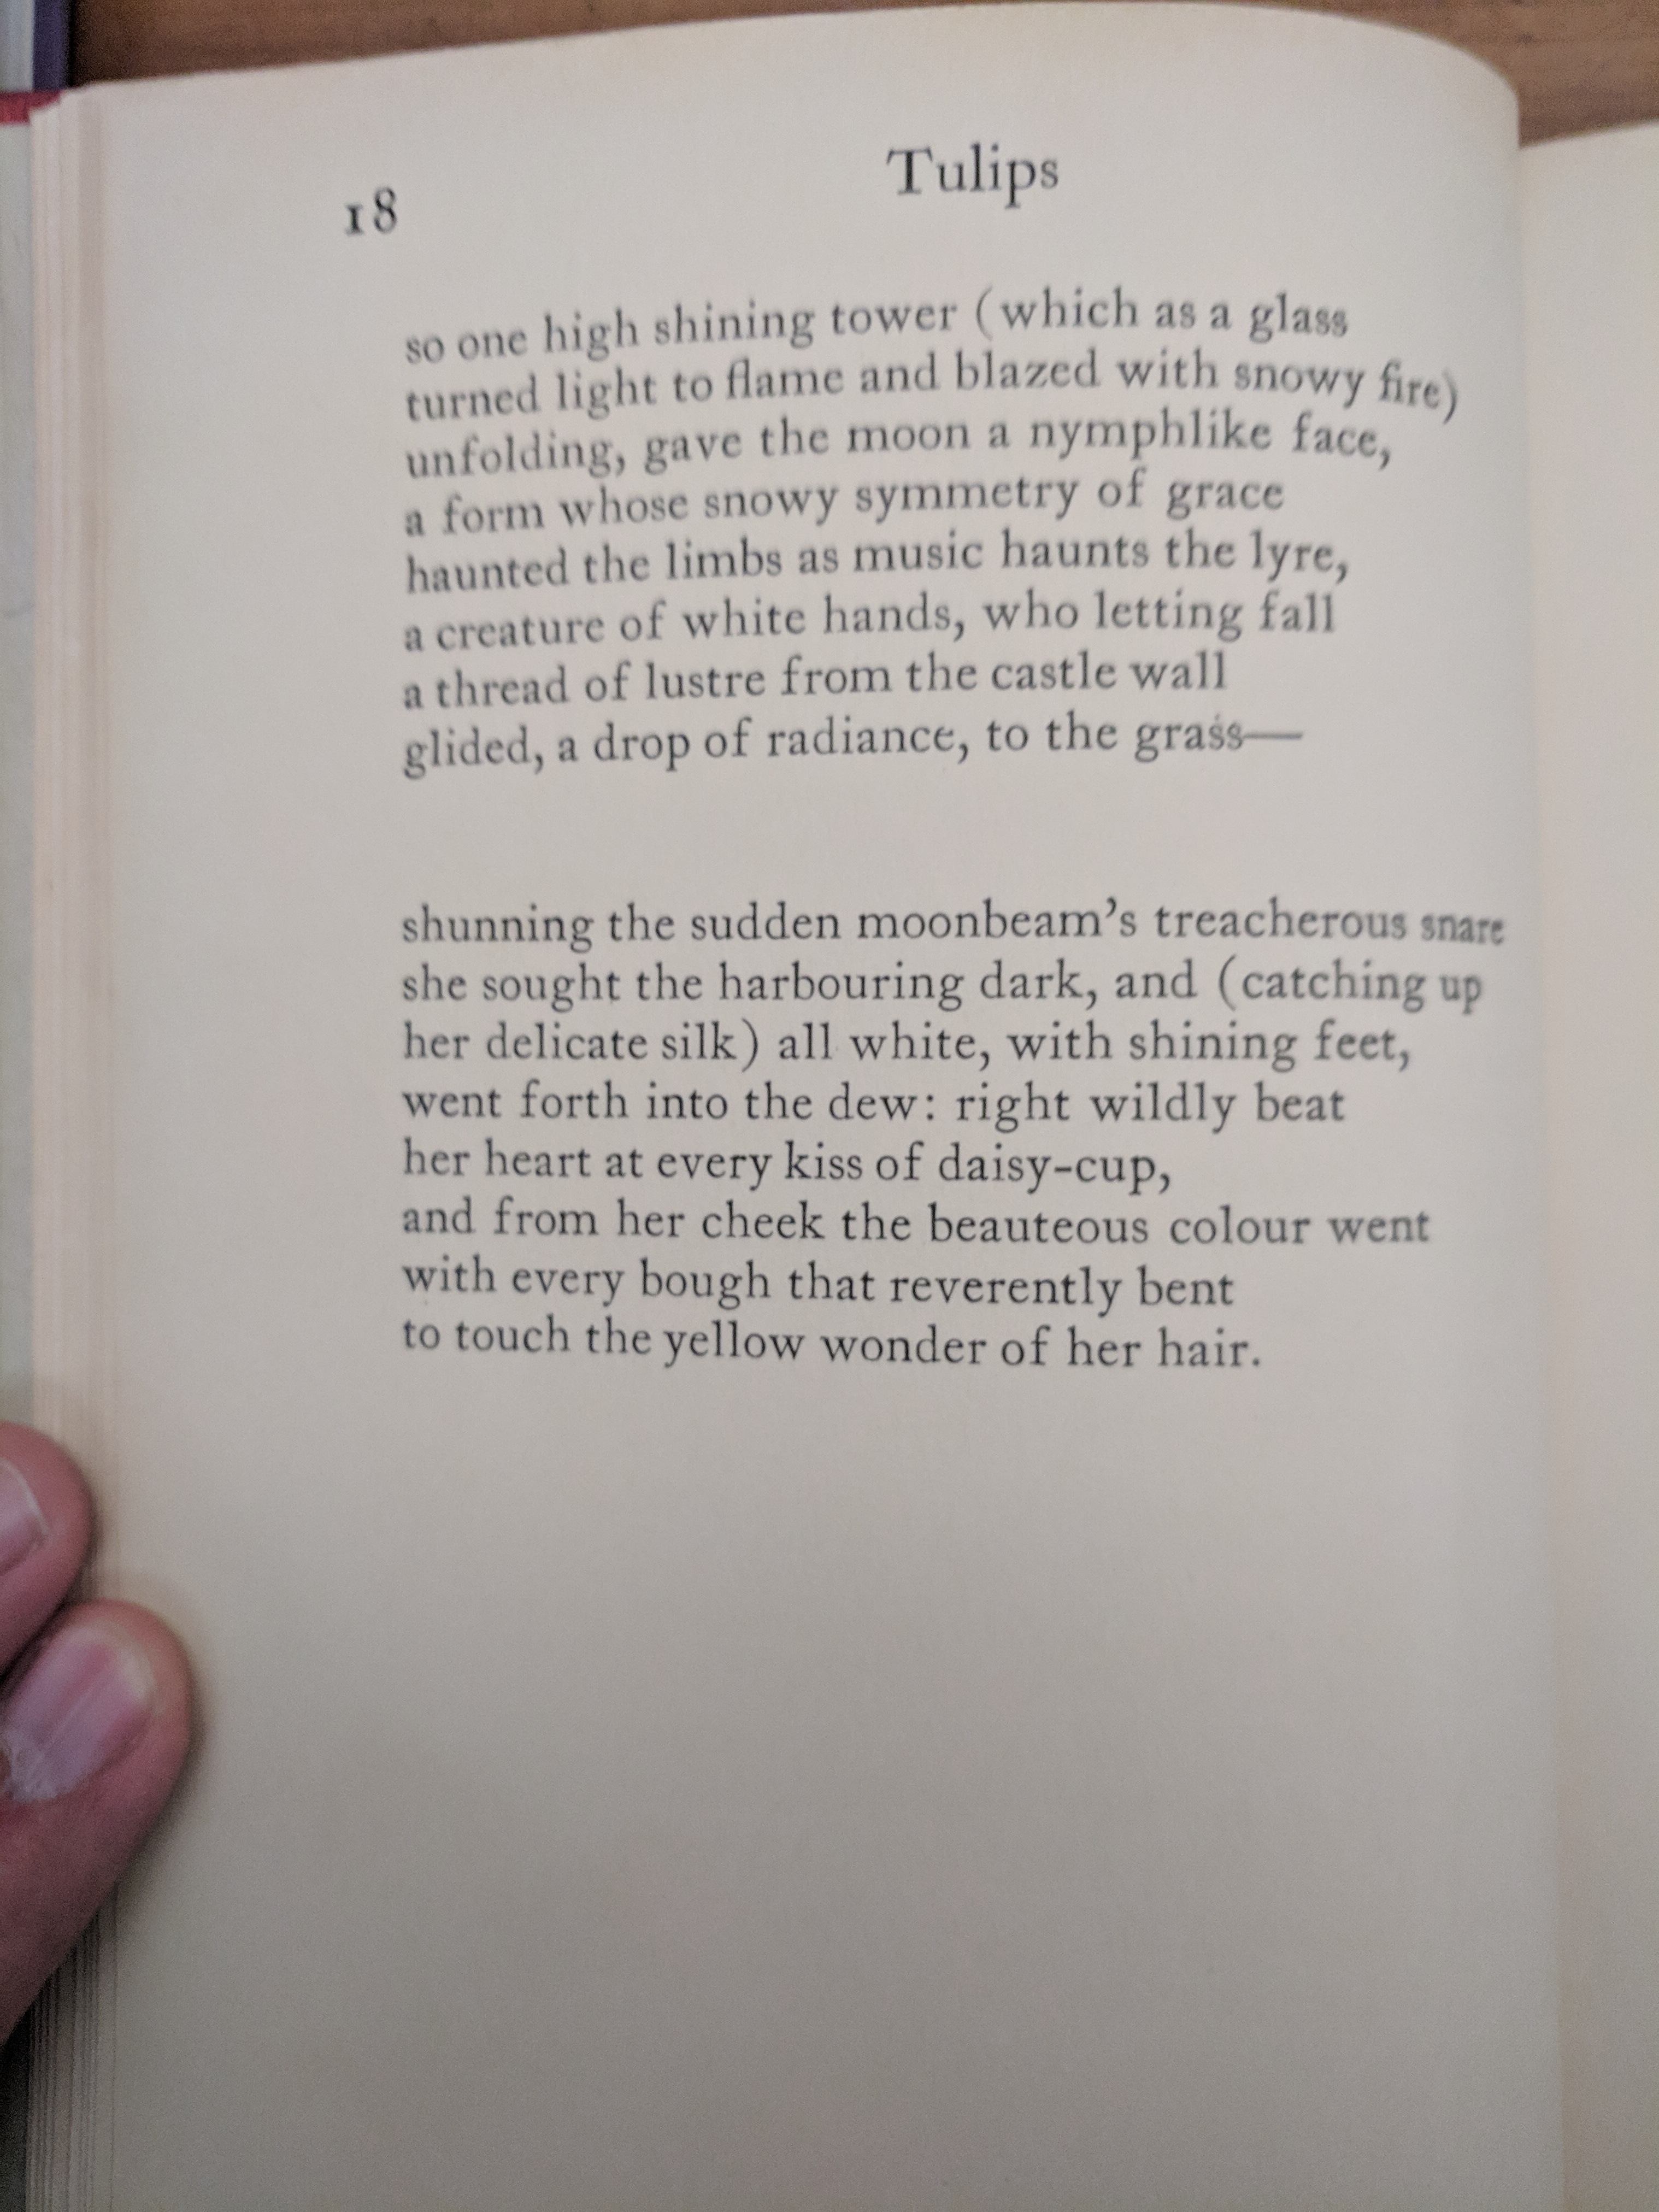 18
Tulips
so one high shining tower (which as a glass
turned light to flame and blazed with snowy fire)
unfolding, gave the moon a nymphlike face,
a form whose snowy symmetry of grace
haunted the limbs as music haunts the lyre,
a creature of white hands, who letting fall
a thread of lustre from the castle wall
glided, a drop of radiance, to the grass—
shunning the sudden moonbeam's treacherous snare
she sought the harbouring dark, and (catching up
her delicate silk) all white, with shining feet,
went forth into the dew: right wildly beat
her heart at every kiss of daisy-cup,
and from her cheek the beauteous colour went
with every bough that reverently bent
to touch the yellow wonder of her hair.